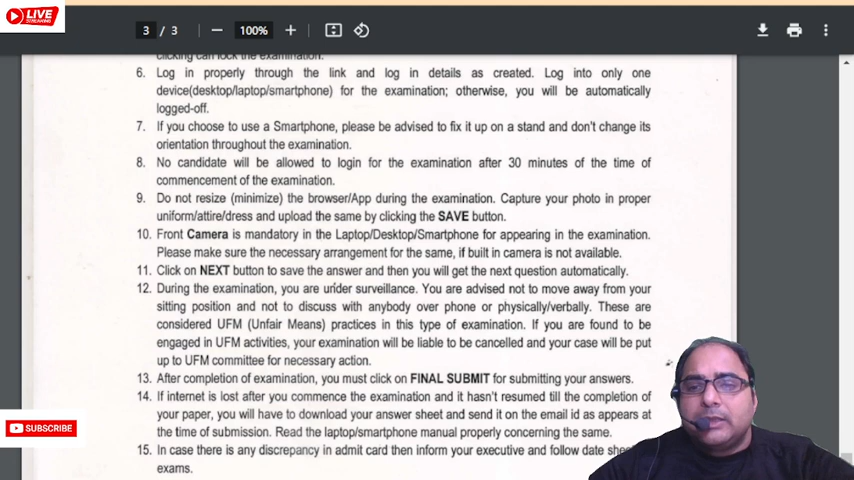 LIVE
STREAMING
3 / 3
100%
clicking can lock the examination.
6. Log in properly through the link and log in details as created. Log into only one
device(desktop/laptop/smartphone) for the examination; otherwise, you will be automatically
logged-off.
7. If you choose to use a Smartphone, please be advised to fix it up on a stand and don't change its
orientation throughout the examination.
8. No candidate will be allowed to login for the examination after 30 minutes of the time of
commencement of the examination.
9. Do not resize (minimize) the browser/App during the examination. Capture your photo in proper
uniform/attire/dress and upload the same by clicking the SAVE button.
10. Front Camera is mandatory in the Laptop/Desktop/Smartphone for appearing in the examination.
Please make sure the necessary arrangement for the same, if built in camera is not available.
11. Click on NEXT button to save the answer and then you will get the next question automatically.
12. During the examination, you are under surveillance. You are advised not to move away from your
sitting position and not to discuss with anybody over phone or physically/verbally. These are
considered UFM (Unfair Means) practices in this type of examination. If you are found to be
engaged in UFM activities, your examination will be liable to be cancelled and your case will be put
up to UFM committee for necessary action.
13. After completion of examination, you must click on FINAL SUBMIT for submitting your answers.
14. If internet is lost after you commence the examination and it hasn't resumed till the completion of
your paper, you will have to download your answer sheet and send it on the email id as appears at
the time of submission. Read the laptop/smartphone manual properly concerning the same.
15. In case there is any discrepancy in admit card then inform your executive and follow date
exams.
SUBSCRIBE